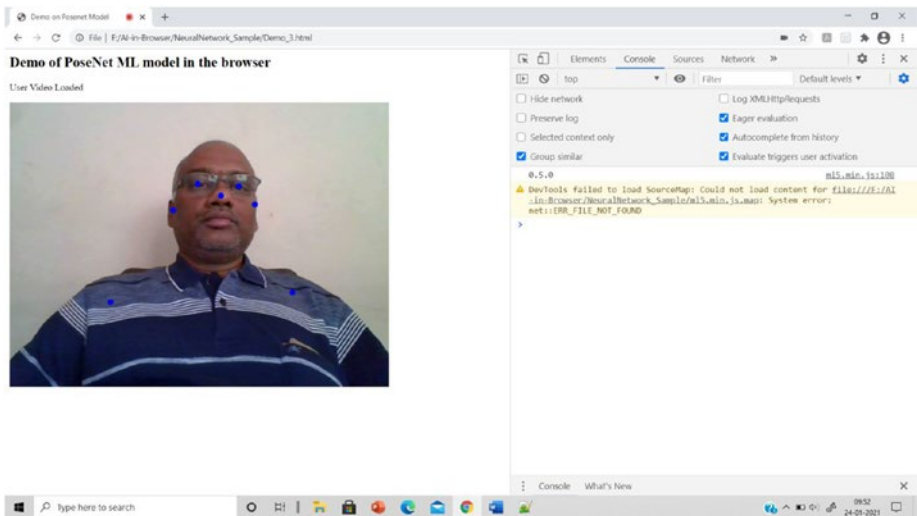 Demo on Posenet Model
File | F:/AI-in-Browser/NeuralNetwork_Sample/Demo_3.html
Demo of PoseNet ML model in the browser
User Video Loaded
Elements Console Sources Network »
top Filter Default levels ▼
Hide network Log XMLHttpRequests
Preserve log Eager evaluation
Selected context only Autocomplete from history
Group similar Evaluate triggers user activation
0.5.0 ml5.min.js:108
DevTools failed to load SourceMap: Could not load content for file:///F:/AI
-in-Browser/NeuralNetwork_Sample/ml5.min.js.map: System error:
net::ERR_FILE_NOT_FOUND
Console What's New
Type here to search
09:52
24-01-2021